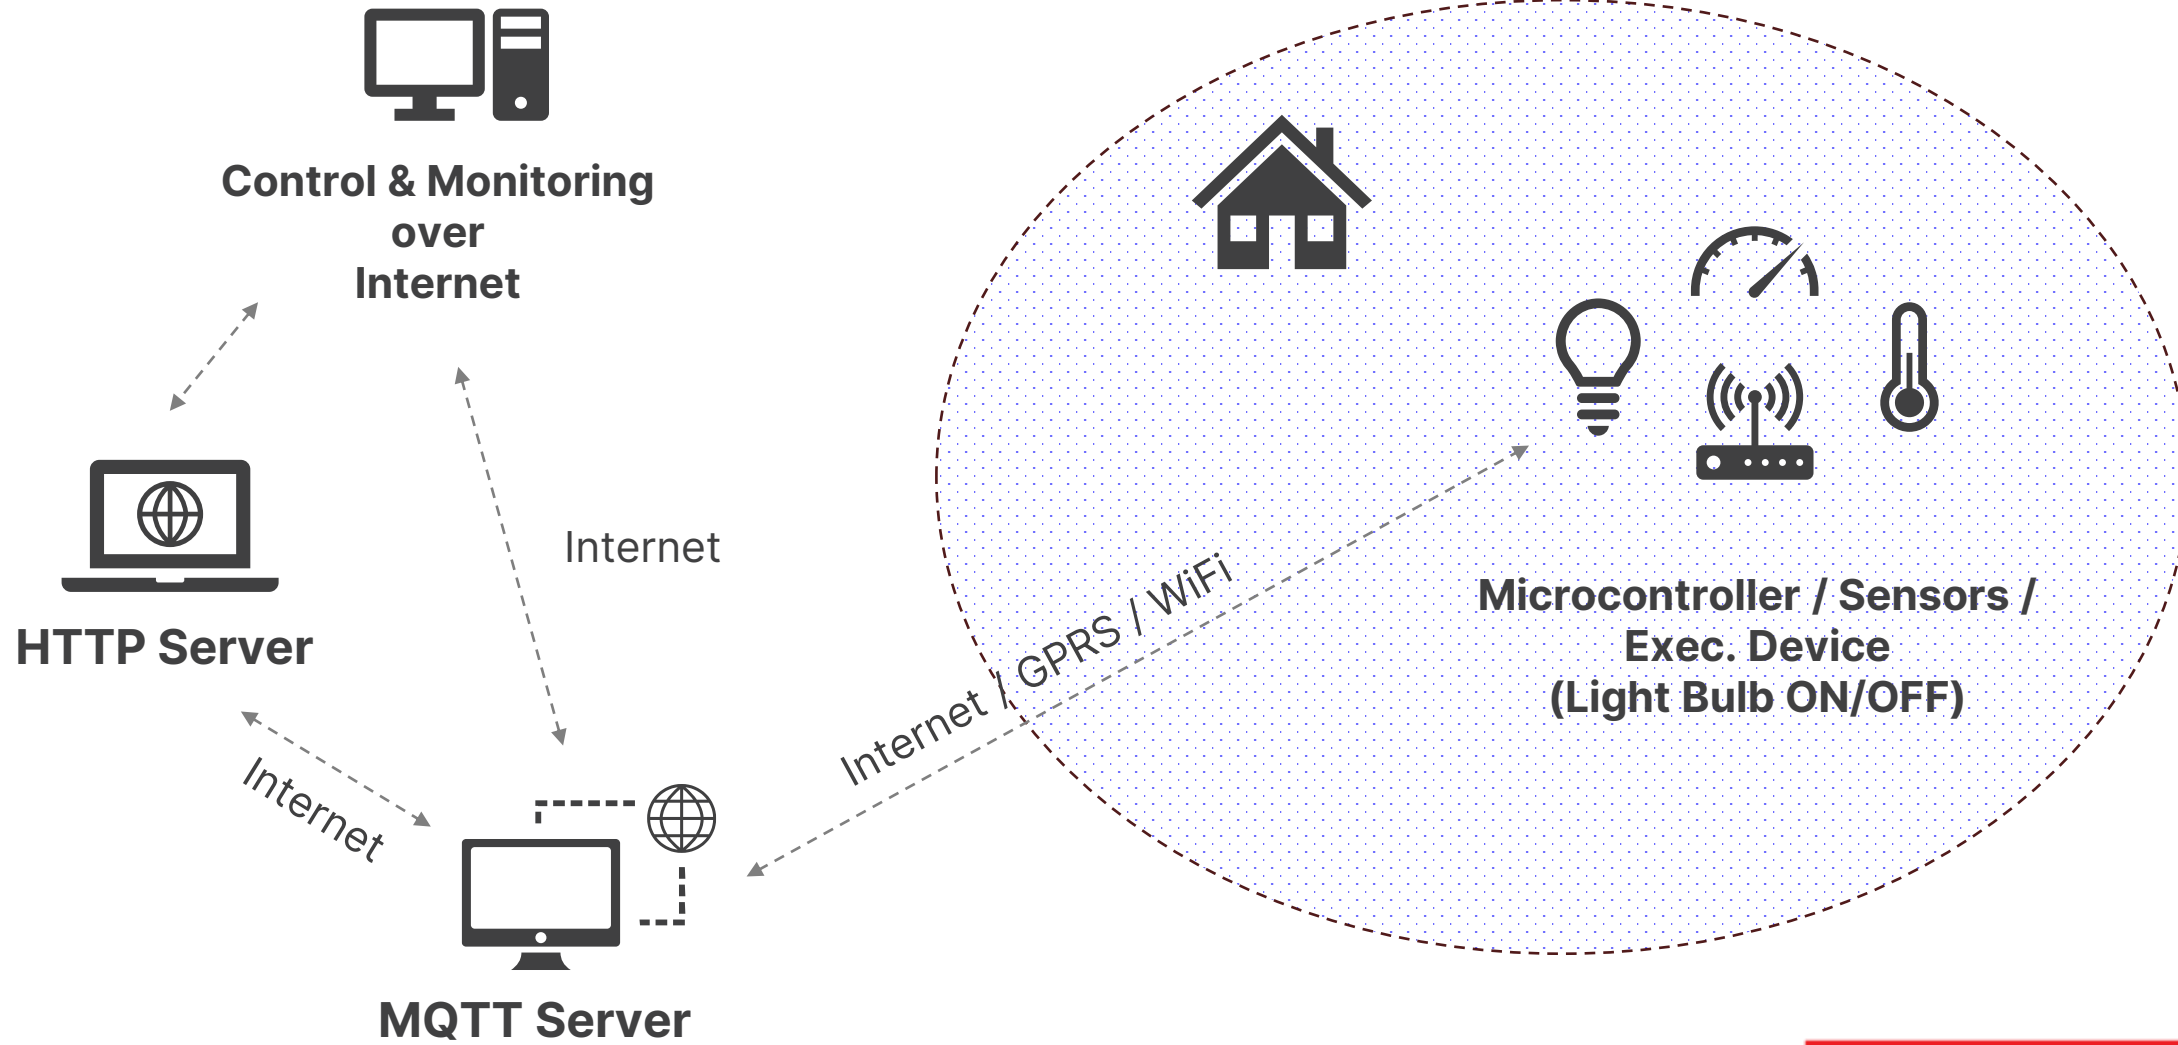 Control & Monitoring
over
Internet
HTTP Server
Internet
Internet
Internet / GPRS / WiFi
Microcontroller / Sensors /
Exec. Device
(Light Bulb ON/OFF)
MQTT Server